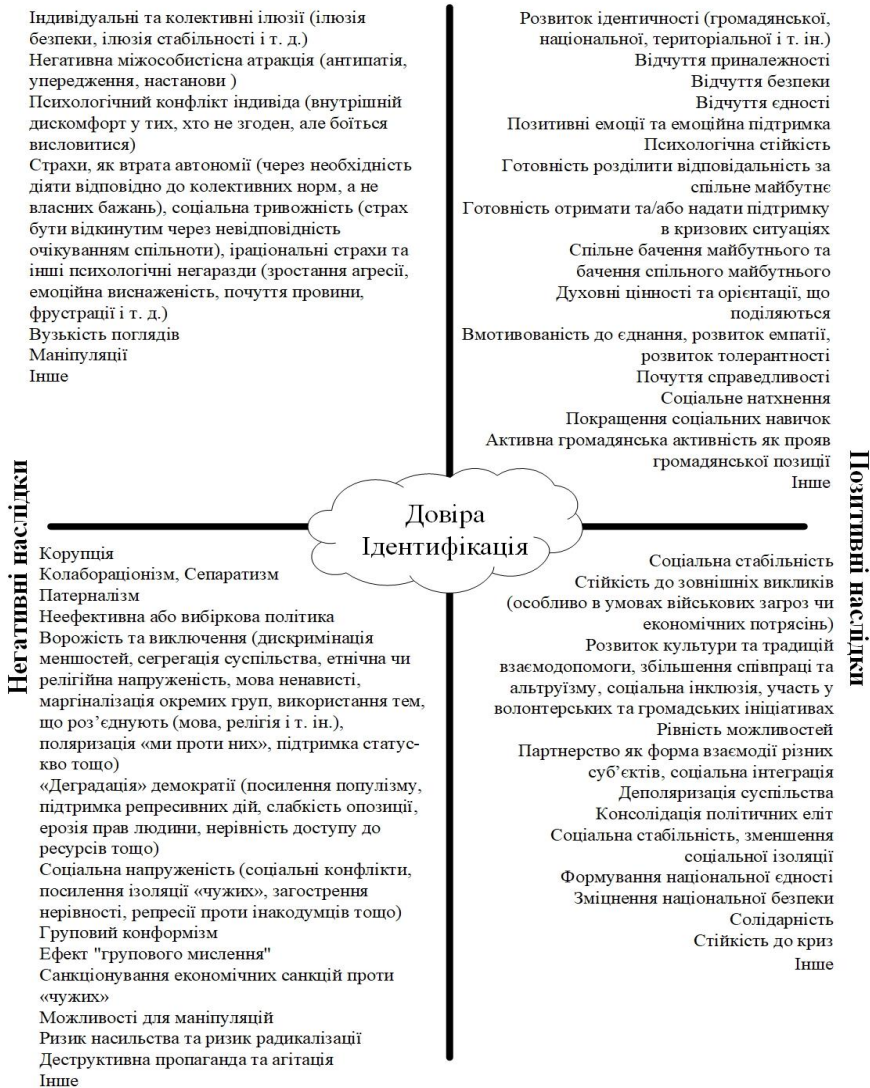 Індивідуальні та колективні ілюзії (ілюзія
безпеки, ілюзія стабільності і т. д.)
Негативна міжособистісна атракція (антипатія,
упередження, настанови )
Психологічний конфлікт індивіда (внутрішній
дискомфорт у тих, хто не згоден, але боїться
висловитися)
Страхи, як втрата автономії (через необхідність
діяти відповідно до колективних норм, а не
власних бажань), соціальна тривожність (страх
бути відкинутим через невідповідність
очікуванням спільноти), іраціональні страхи та
інші психологічні негаразди (зростання агресії,
емоційна виснаженість, почуття провини,
фрустрації і т. д.)
Вузькість поглядів
Маніпуляції
Інше
Розвиток ідентичності (громадянської,
національної, територіальної і т. ін.)
Відчуття приналежності
Відчуття безпеки
Відчуття єдності
Позитивні емоції та емоційна підтримка
Психологічна стійкість
Готовність розділити відповідальність за
спільне майбутнє
Готовність отримати та/або надати підтримку
в кризових ситуаціях
Спільне бачення майбутнього та
бачення спільного майбутнього
Духовні цінності та орієнтації, що
поділяються
Вмотивованість до єднання, розвиток емпатії,
розвиток толерантності
Почуття справедливості
Соціальне натхнення
Покращення соціальних навичок
Активна громадянська активність як прояв
громадянської позиції
Інше
Негативні наслідки
Довіра
Ідентифікація
Позитивні наслідки
Корупція
Колабораціонізм, Сепаратизм
Патерналізм
Неефективна або вибіркова політика
Ворожість та виключення (дискримінація
меншостей, сегрегація суспільства, етнічна чи
релігійна напруженість, мова ненависті,
маргіналізація окремих груп, використання тем,
що роз’єднують (мова, релігія і т. ін.),
поляризація «ми проти них», підтримка статус-
кво тощо)
«Деградація» демократії (посилення популізму,
підтримка репресивних дій, слабкість опозиції,
ерозія прав людини, нерівність доступу до
ресурсів тощо)
Соціальна напруженість (соціальні конфлікти,
посилення ізоляції «чужих», загострення
нерівності, репресії проти інакодумців тощо)
Груповий конформізм
Ефект "групового мислення"
Санкціонування економічних санкцій проти
«чужих»
Можливості для маніпуляцій
Ризик насильства та ризик радикалізації
Деструктивна пропаганда та агітація
Інше
Соціальна стабільність
Стійкість до зовнішніх викликів
(особливо в умовах військових загроз чи
економічних потрясінь)
Розвиток культури та традицій
взаємодопомоги, збільшення співпраці та
альтруїзму, соціальна інклюзія, участь у
волонтерських та громадських ініціативах
Рівність можливостей
Партнерство як форма взаємодії різних
суб’єктів, соціальна інтеграція
Деполяризація суспільства
Консолідація політичних еліт
Соціальна стабільність, зменшення
соціальної ізоляції
Формування національної єдності
Зміцнення національної безпеки
Солідарність
Стійкість до криз
Інше